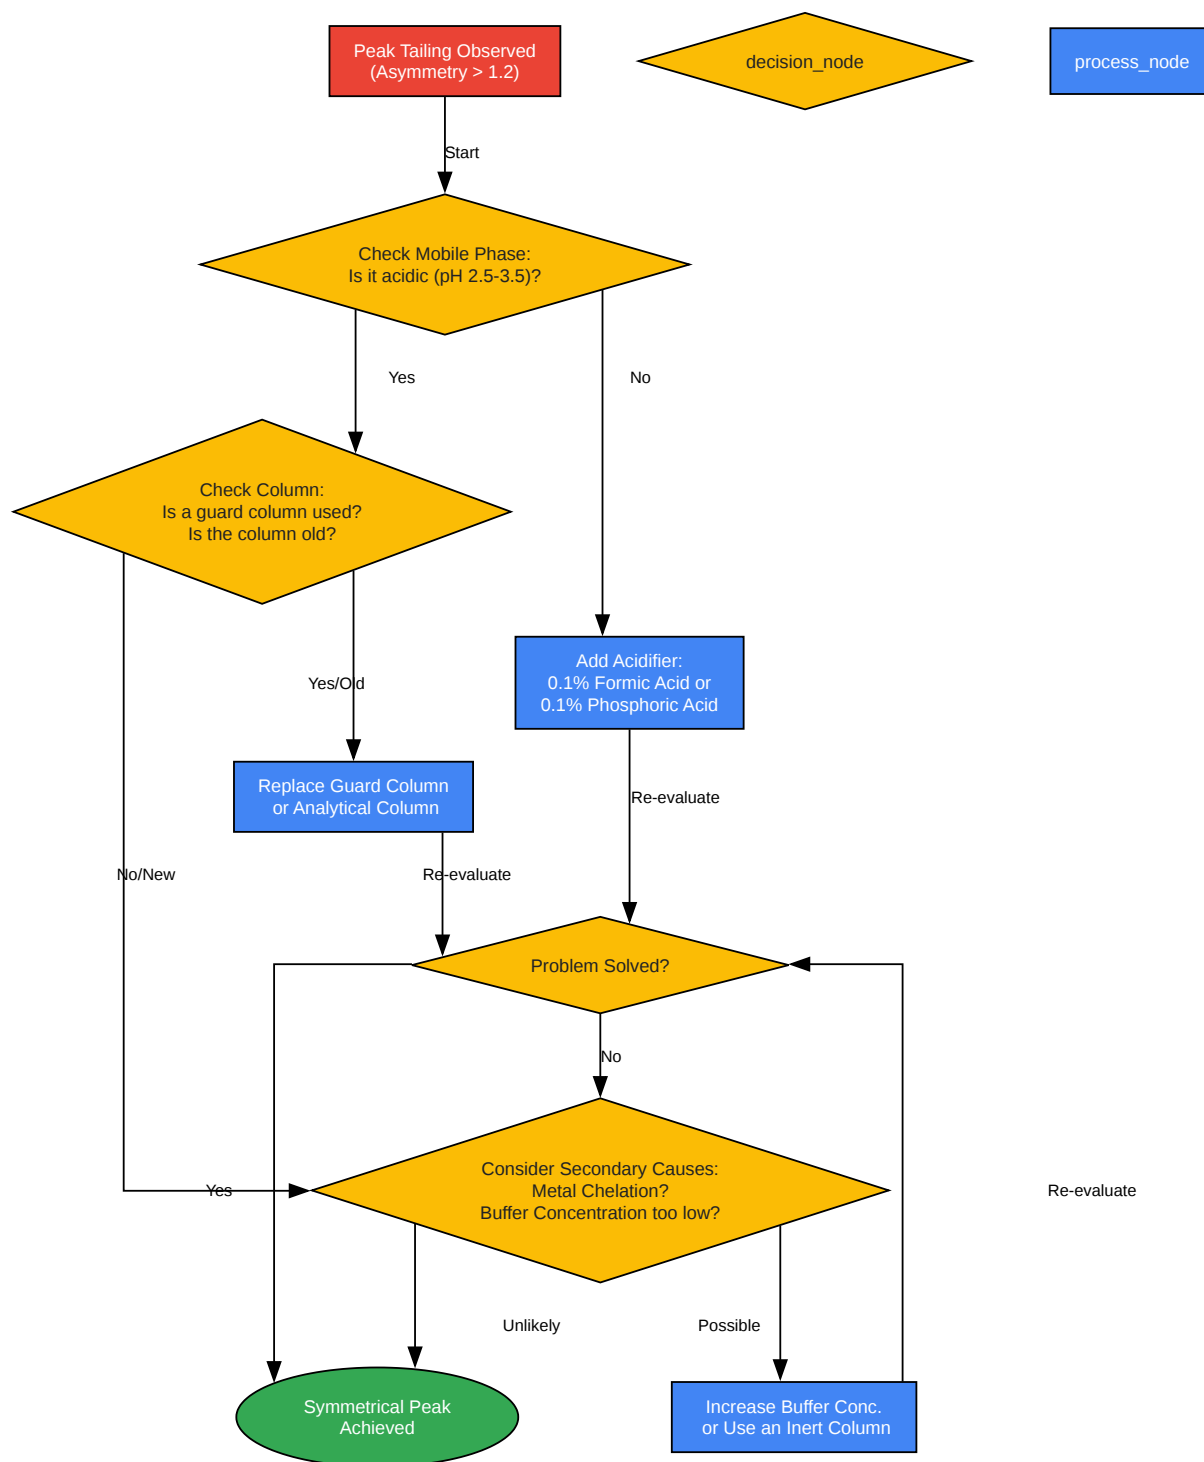 Peak Tailing Observed
(Asymmetry > 1.2)
decision_node
process_node
Start
Check Mobile Phase:
Is it acidic (pH 2.5-3.5)?
Yes
No
Check Column:
Is a guard column used?
Is the column old?
Add Acidifier:
0.1% Formic Acid or
0.1% Phosphoric Acid
Yes/Old
Replace Guard Column
or Analytical Column
Re-evaluate
No/New
Re-evaluate
Problem Solved?
No
Consider Secondary Causes:
Metal Chelation?
Buffer Concentration too low?
Yes
Re-evaluate
Unlikely
Possible
Symmetrical Peak
Achieved
Increase Buffer Conc.
or Use an Inert Column